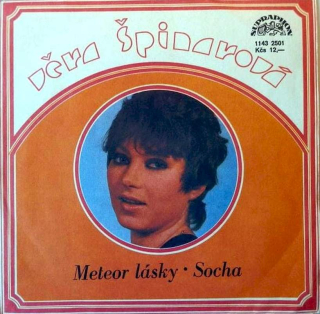 Věra Špinarová
SUPRAPHON
1143 2501
Kčs 12,—
Meteor lásky · Socha